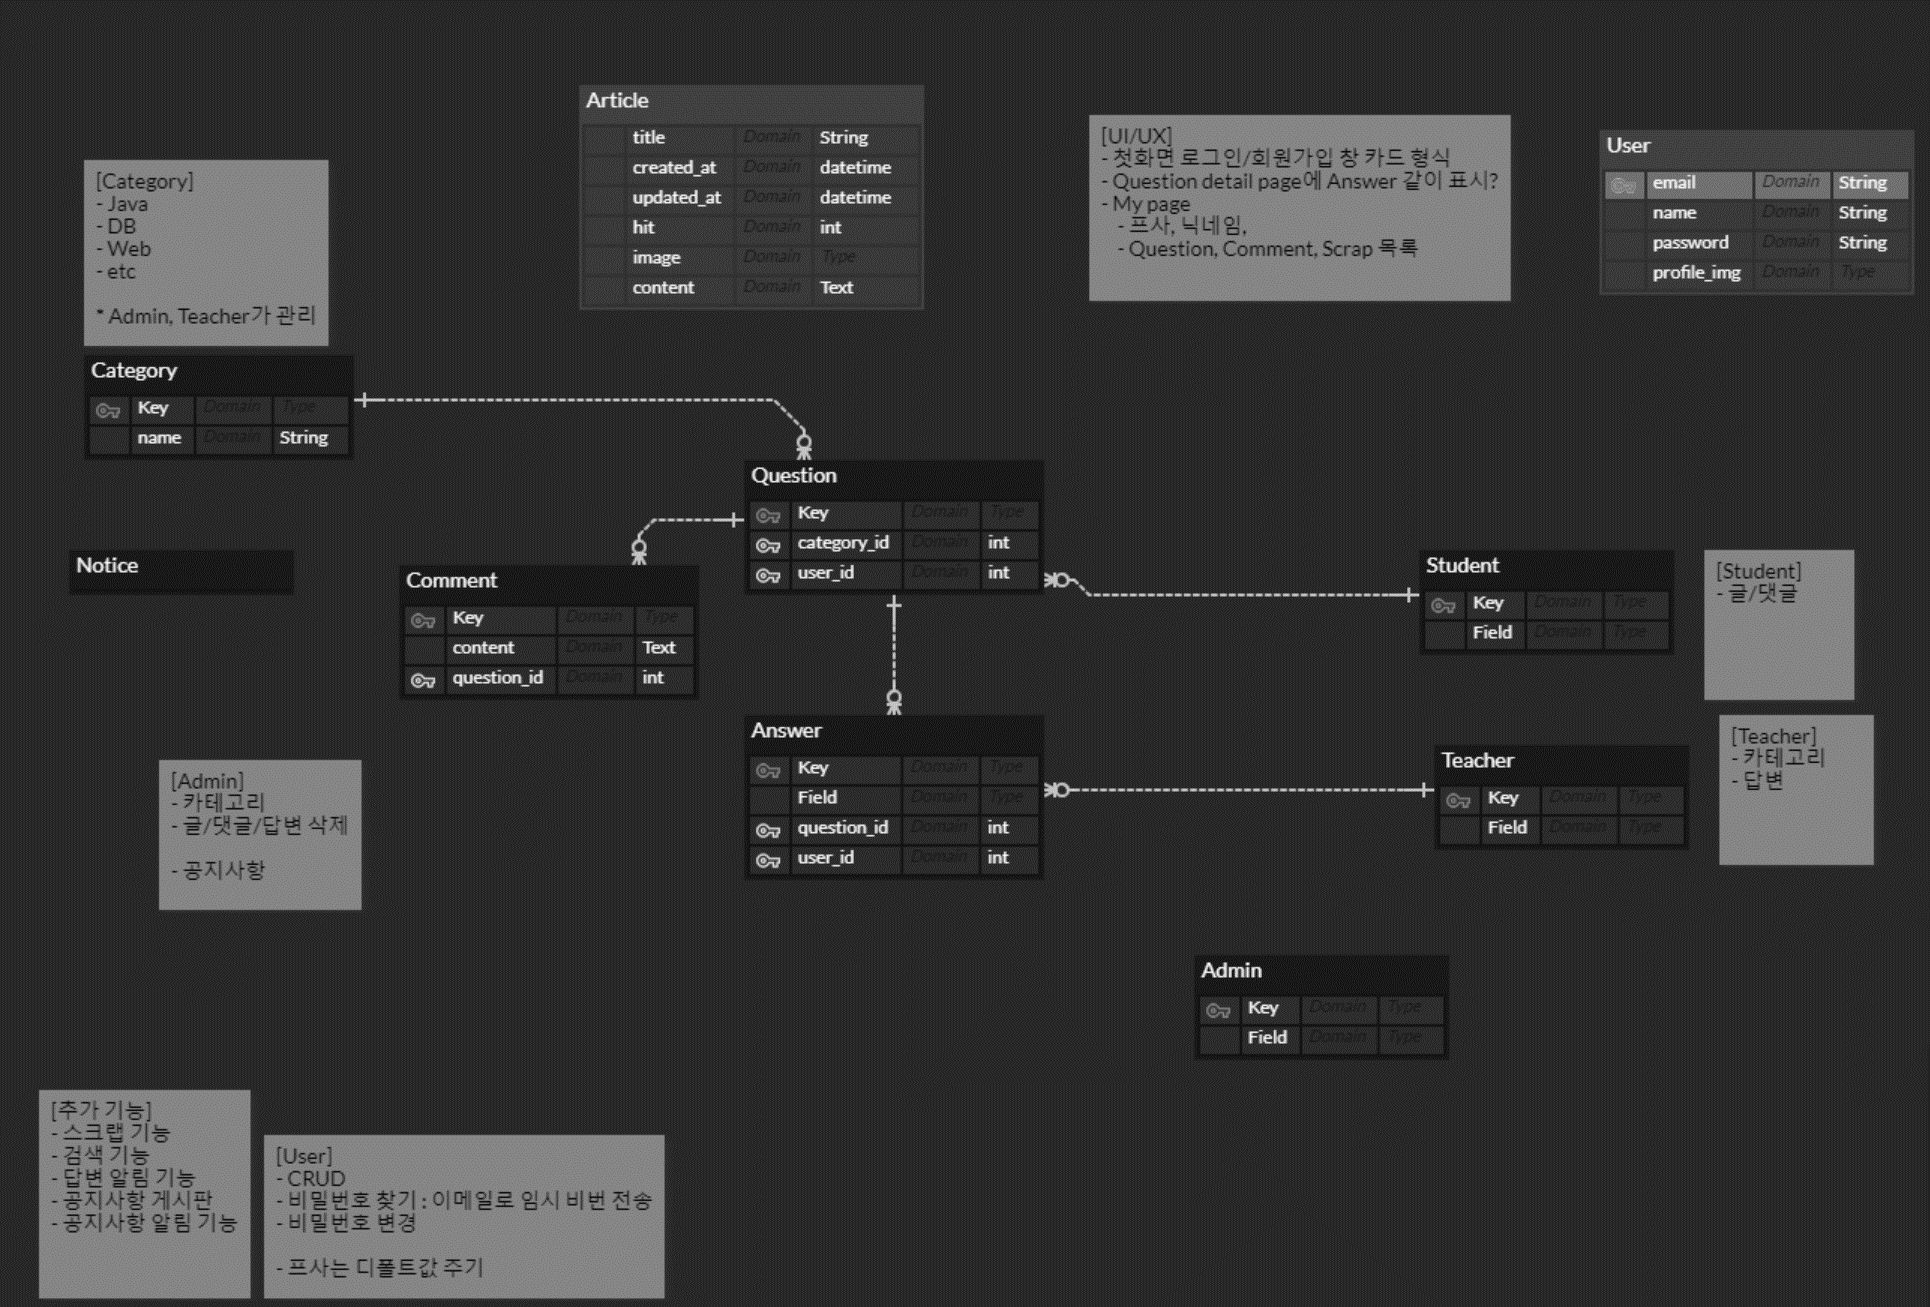 Article
title Domain String
created_at Domain datetime
updated_at Domain datetime
hit Domain int
image Domain Type
content Domain Text
[UI/UX]
- 첫화면 로그인/회원가입 창 카드 형식
- Question detail page에 Answer 같이 표시?
- My page
- 프사, 닉네임,
- Question, Comment, Scrap 목록
User
email Domain String
name Domain String
password Domain String
profile_img Domain Type
[Category]
- Java
- DB
- Web
- etc
* Admin, Teacher가 관리
Category
Key Domain Type
name Domain String
Question
Key Domain Type
category_id Domain int
user_id Domain int
Notice
Comment
Key Domain Type
content Domain Text
question_id Domain int
Student
Key Domain Type
Field Domain Type
[Student]
- 글/댓글
Answer
Key Domain Type
Field Domain Type
question_id Domain int
user_id Domain int
Teacher
Key Domain Type
Field Domain Type
[Teacher]
- 카테고리
- 답변
[Admin]
- 카테고리
- 글/댓글/답변 삭제
- 공지사항
Admin
Key Domain Type
Field Domain Type
[추가 기능]
- 스크랩 기능
- 검색 기능
- 답변 알림 기능
- 공지사항 게시판
- 공지사항 알림 기능
[User]
- CRUD
- 비밀번호 찾기 : 이메일로 임시 비번 전송
- 비밀번호 변경
- 프사는 디폴트값 주기